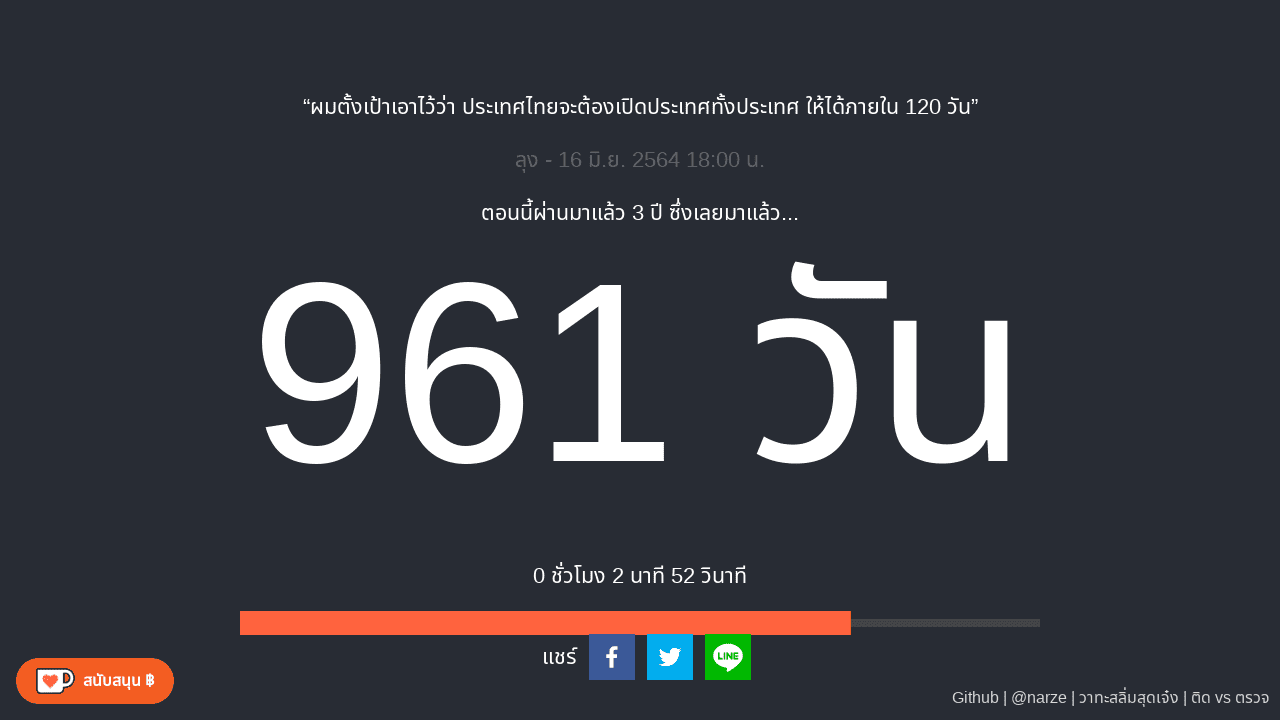 “ผมตั้งเป้าเอาไว้ว่า ประเทศไทยจะต้องเปิดประเทศทั้งประเทศ ให้ได้ภายใน 120 วัน”
ลุง - 16 มิ.ย. 2564 18:00 น.
ตอนนี้ผ่านมาแล้ว 3 ปี ซึ่งเลยมาแล้ว...
961 วัน
0 ชั่วโมง 2 นาที 52 วินาที
แชร์
LINE
สนับสนุน ฿
Github | @narze | วาทะสลิ่มสุดเจ๋ง | ติด vs ตรวจ